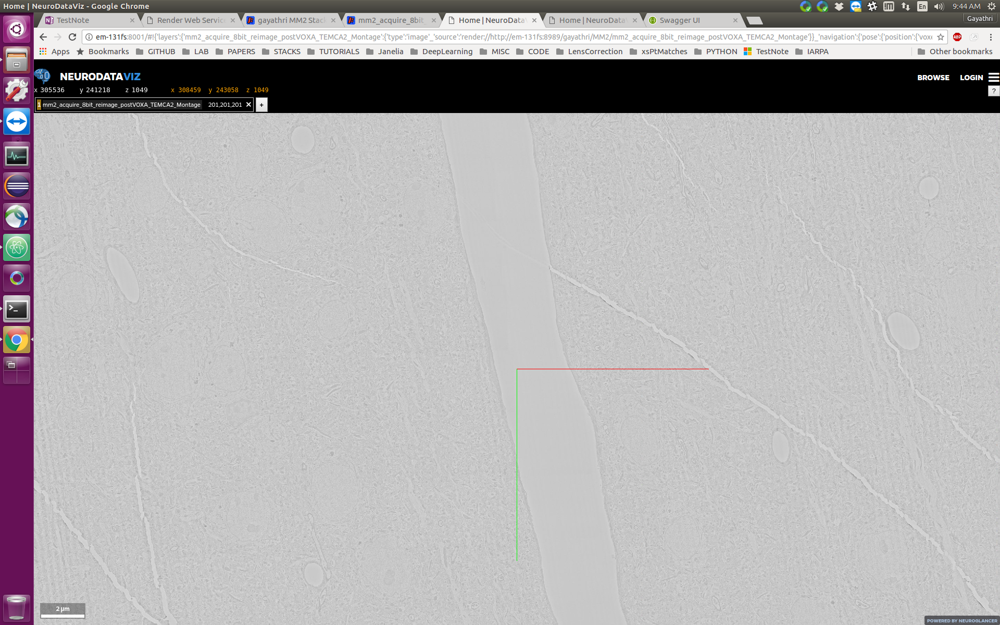 Home | NeuroDataViz - Google Chrome
En
9:44 AM
TestNote
Render Web Servic
gayathri MM2 Stac
mm2_acquire_8bit_
Home | NeuroData
Home | NeuroData
Swagger UI
Gayathri
em-131fs:8001/#!{'layers':{'mm2_acquire_8bit_reimage_postVOXA_TEMCA2_Montage':{'type':'image'_'source':'render://http://em-131fs:8989/gayathri/MM2/mm2_acquire_8bit_reimage_postVOXA_TEMCA2_Montage'}}_'navigation':{'pose':{'position':{'voxe
ABP
Apps
Bookmarks
GITHUB
LAB
PAPERS
STACKS
TUTORIALS
Janelia
DeepLearning
MISC
CODE
LensCorrection
xsPtMatches
PYTHON
TestNote
IARPA
Other bookmarks
NEURODATAVIZ
BROWSE
LOGIN
x 305536 y 241218 z 1049 x 308459 y 243058 z 1049
?
1 mm2_acquire_8bit_reimage_postVOXA_TEMCA2_Montage 201,201,201 ✕ +
2 µm
POWERED BY NEUROGLANCER